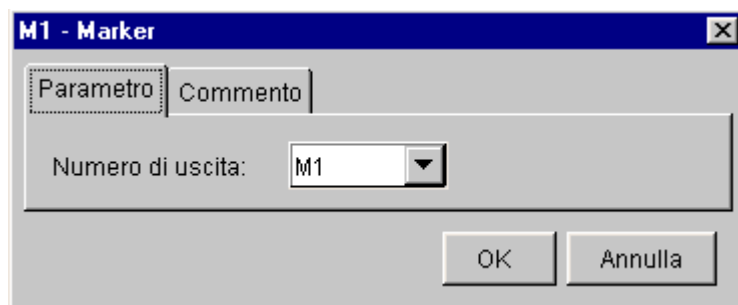 M1 - Marker
Parametro Commento
Numero di uscita: M1
OK Annulla